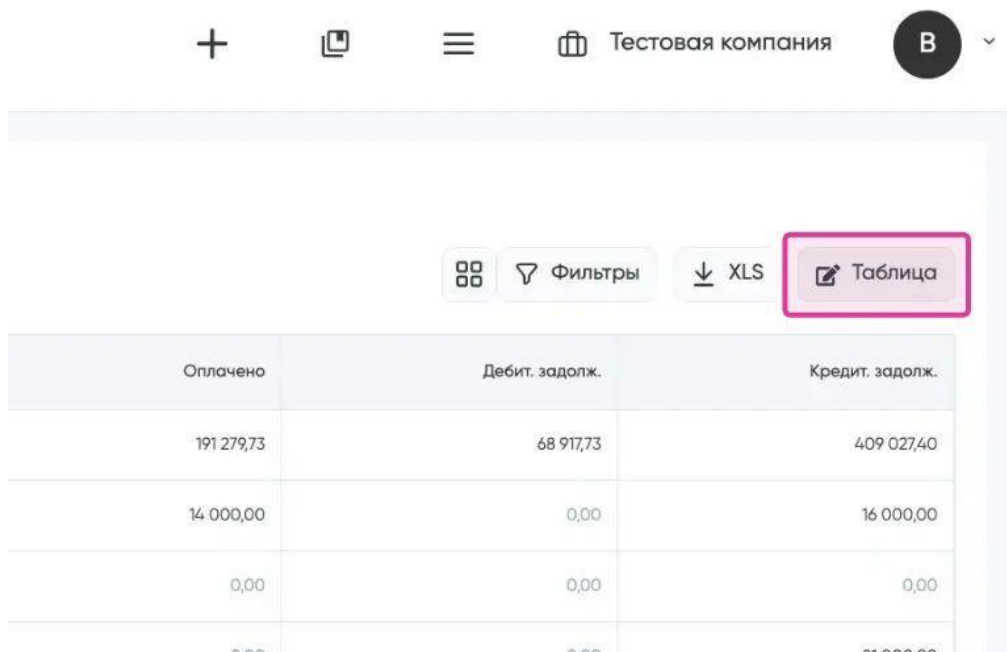 Тестовая компания В
Фильтры XLS Таблица
Оплачено Дебит. задолж. Кредит. задолж.
191 279,73 68 917,73 409 027,40
14 000,00 0,00 16 000,00
0,00 0,00 0,00